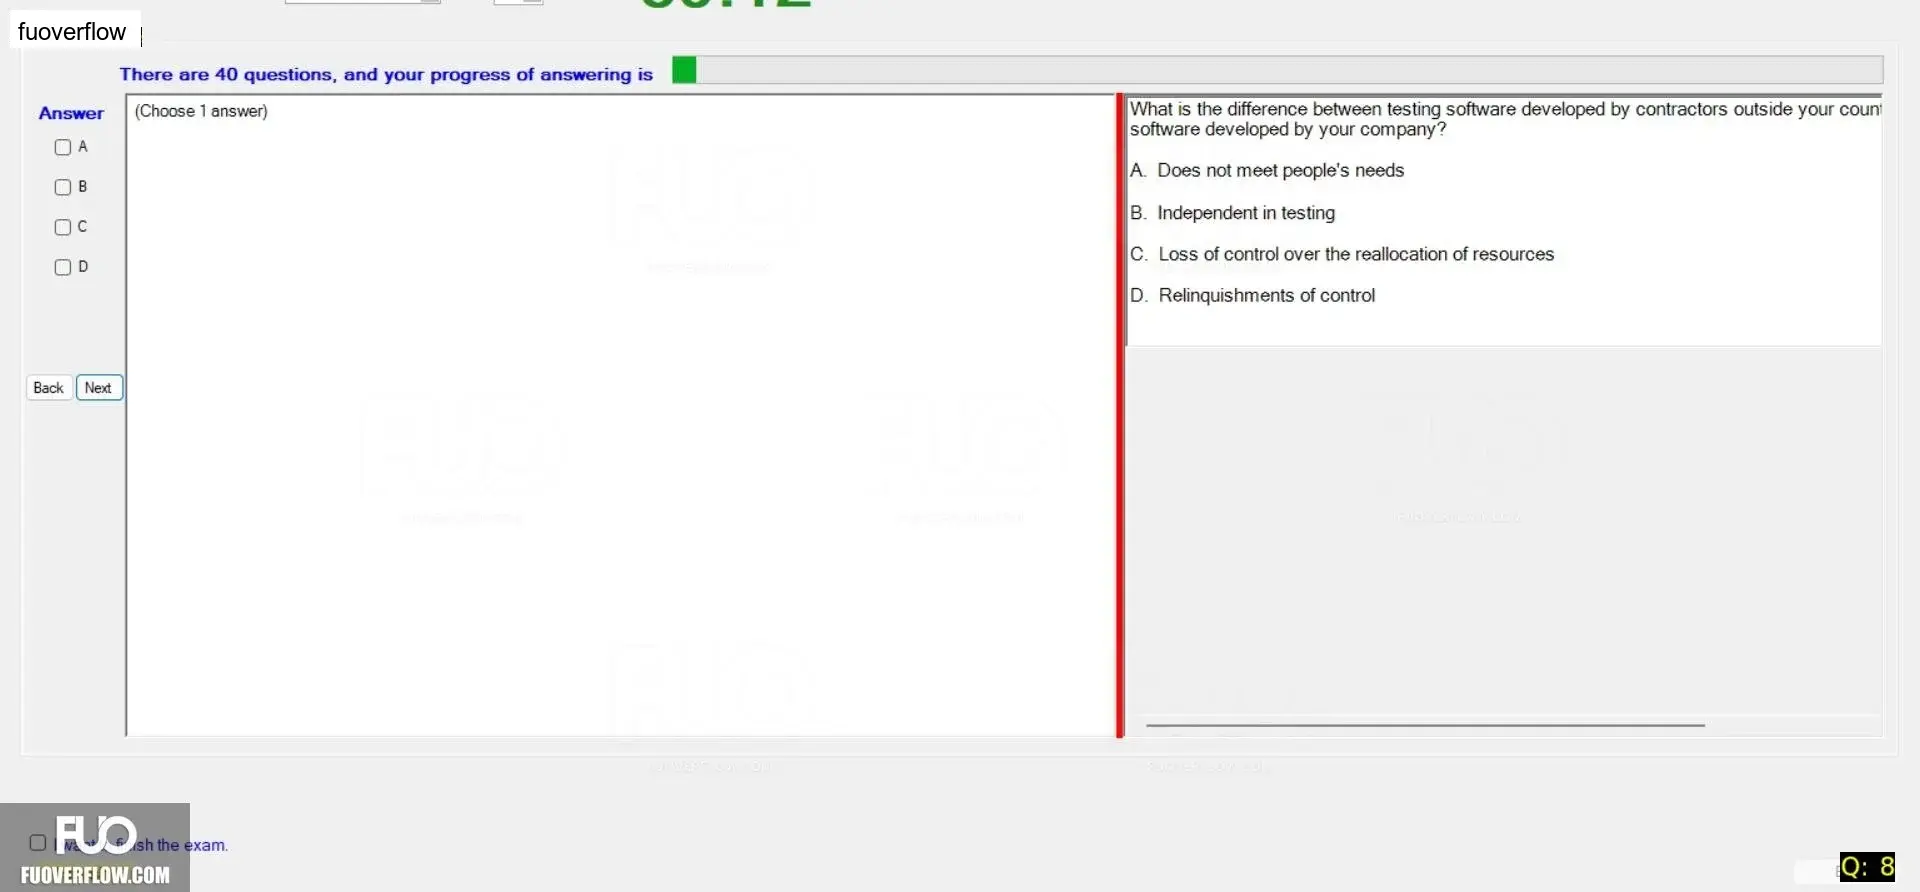 fuoverflow
There are 40 questions, and your progress of answering is
Answer
(Choose 1 answer)
A
B
C
D
Back
Next
What is the difference between testing software developed by contractors outside your
software developed by your company?
A. Does not meet people's needs
B. Independent in testing
C. Loss of control over the reallocation of resources
D. Relinquishments of control
FUO
the exam.
FUOVERFLOW.COM
Q: 8